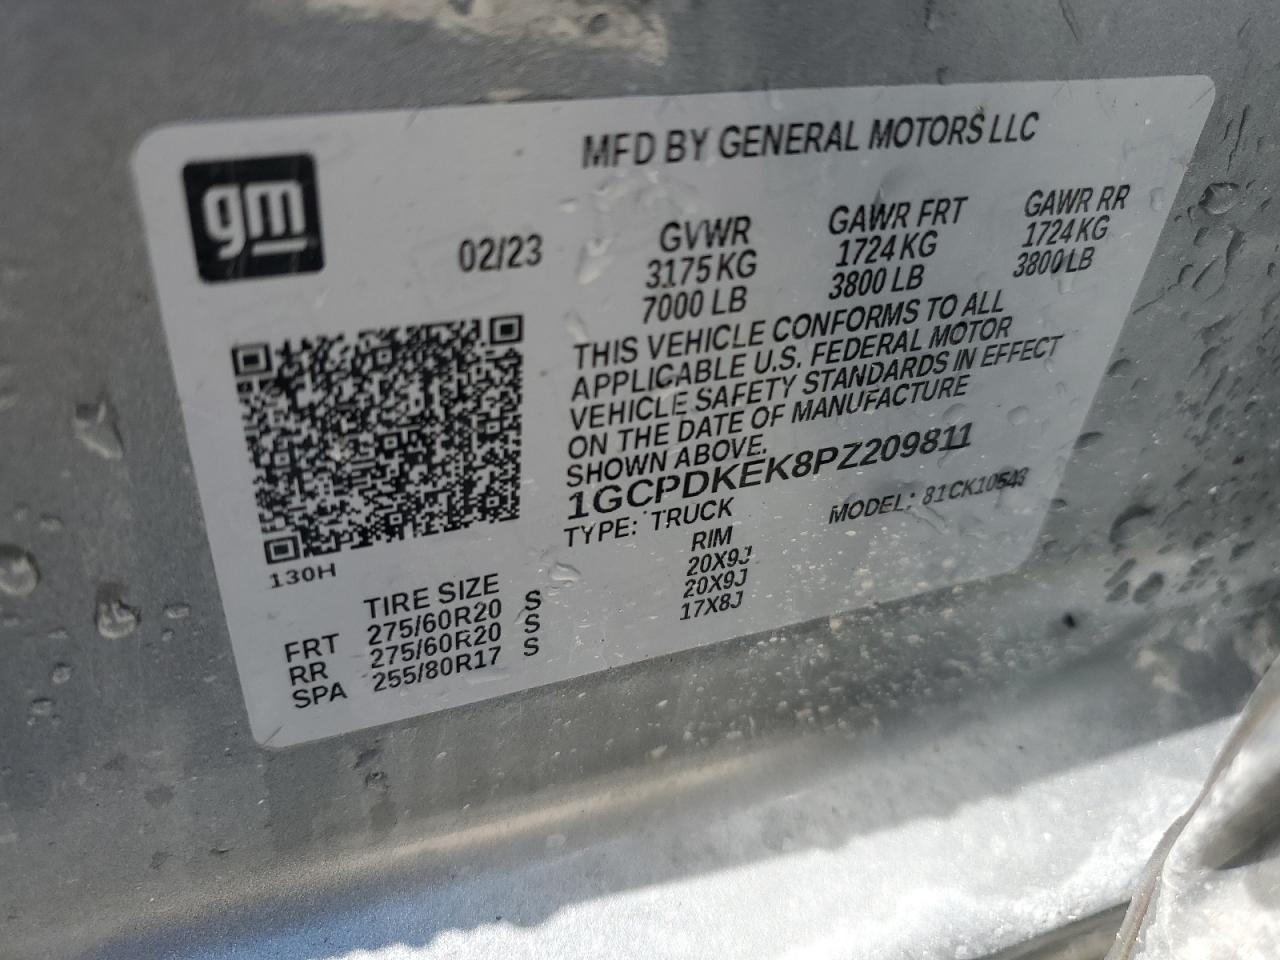 gm
MFD BY GENERAL MOTORS LLC
02/23
GVWR
3175 KG
7000 LB
GAWR FRT
1724 KG
3800 LB
GAWR RR
1724 KG
3800 LB
THIS VEHICLE CONFORMS TO ALL
APPLICABLE U.S. FEDERAL MOTOR
VEHICLE SAFETY STANDARDS IN EFFECT
ON THE DATE OF MANUFACTURE
SHOWN ABOVE.
1GCPDKEK8PZ209811
TYPE: TRUCK
MODEL: 81CK10543
130H
TIRE SIZE RIM
FRT 275/60R20 S 20X9J
RR 275/60R20 S 20X9J
SPA 255/80R17 S 17X8J